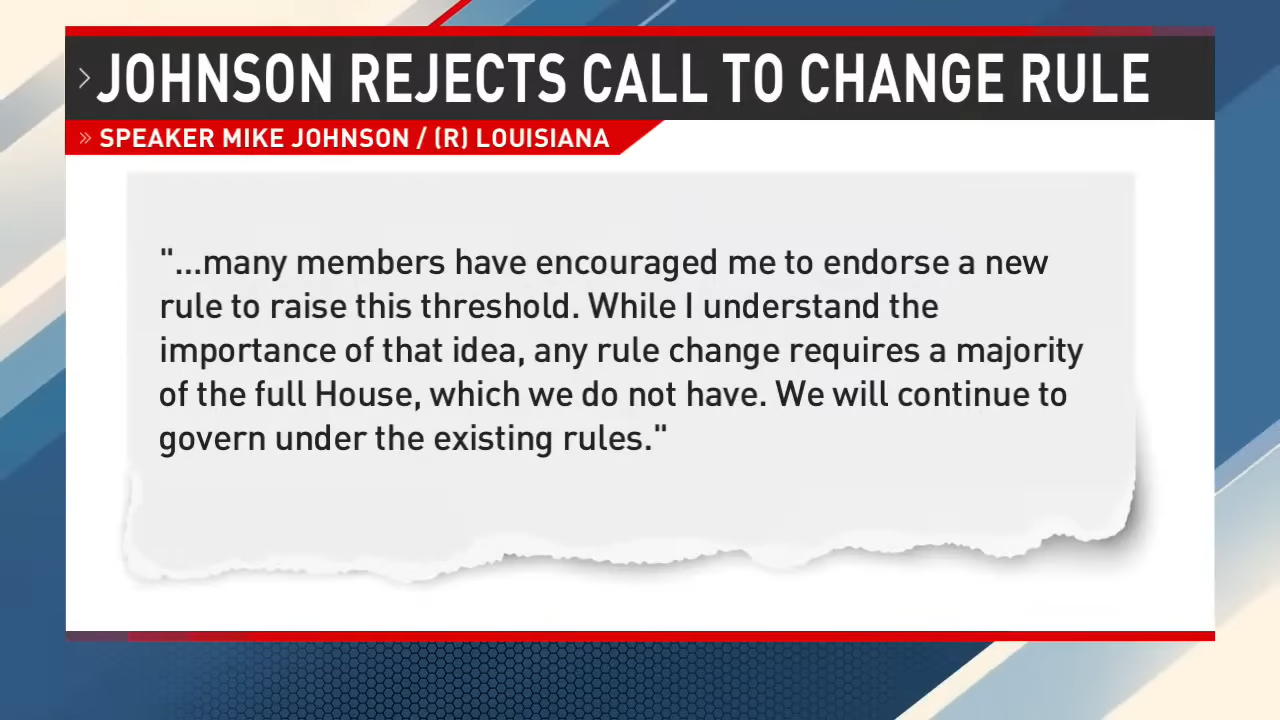 › JOHNSON REJECTS CALL TO CHANGE RULE
» SPEAKER MIKE JOHNSON / (R) LOUISIANA
"...many members have encouraged me to endorse a new
rule to raise this threshold. While I understand the
importance of that idea, any rule change requires a majority
of the full House, which we do not have. We will continue to
govern under the existing rules."